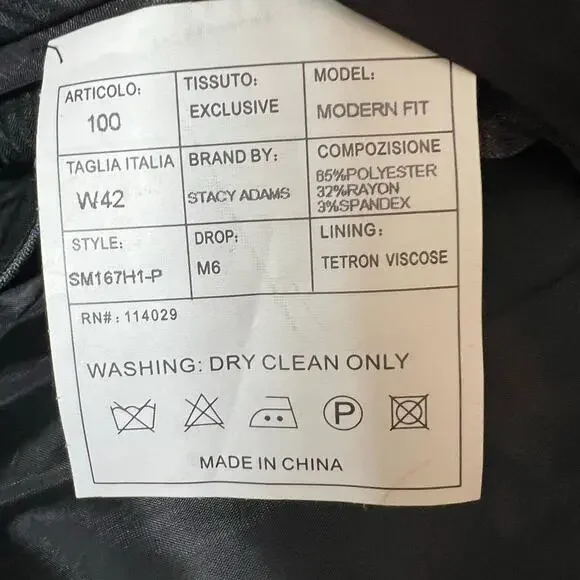 ARTICOLO:
100
TISSUTO:
EXCLUSIVE
MODEL:
MODERN FIT
TAGLIA ITALIA
W42
BRAND BY:
STACY ADAMS
COMPOZISIONE
65%POLYESTER
32%RAYON
3%SPANDEX
STYLE:
SM167H1-P
DROP:
M6
LINING:
TETRON VISCOSE
RN#: 114029
WASHING: DRY CLEAN ONLY
P
MADE IN CHINA